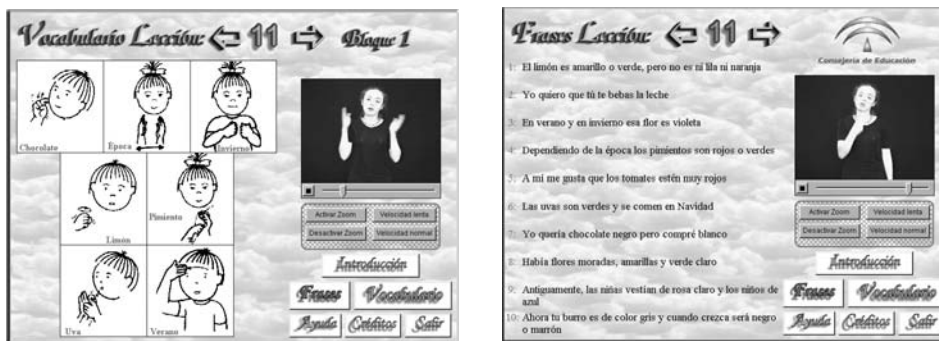 Vocabulario Lección: 11 Bloque 1
Chocolate
Epoca
Invierno
Limón
Pimiento
Uva
Verano
Activar Zoom
Velocidad lenta
Desactivar Zoom
Velocidad normal
Introducción
Frases
Vocabulario
Ayuda
Créditos
Salir
Frases Lección: 11
Consejería de Educación
1: El limón es amarillo o verde, pero no es ni lila ni naranja
2: Yo quiero que tú te bebas la leche
3: En verano y en invierno esa flor es violeta
4: Dependiendo de la época los pimientos son rojos o verdes
5: A mi me gusta que los tomates estén muy rojos
6: Las uvas son verdes y se comen en Navidad
7: Yo quería chocolate negro pero compré blanco
8: Había flores moradas, amarillas y verde claro
9: Antiguamente, las niñas vestían de rosa claro y los niños de
azul
10: Ahora tu burro es de color gris y cuando crezca será negro
o marrón
Activar Zoom
Velocidad lenta
Desactivar Zoom
Velocidad normal
Introducción
Frases
Vocabulario
Ayuda
Créditos
Salir